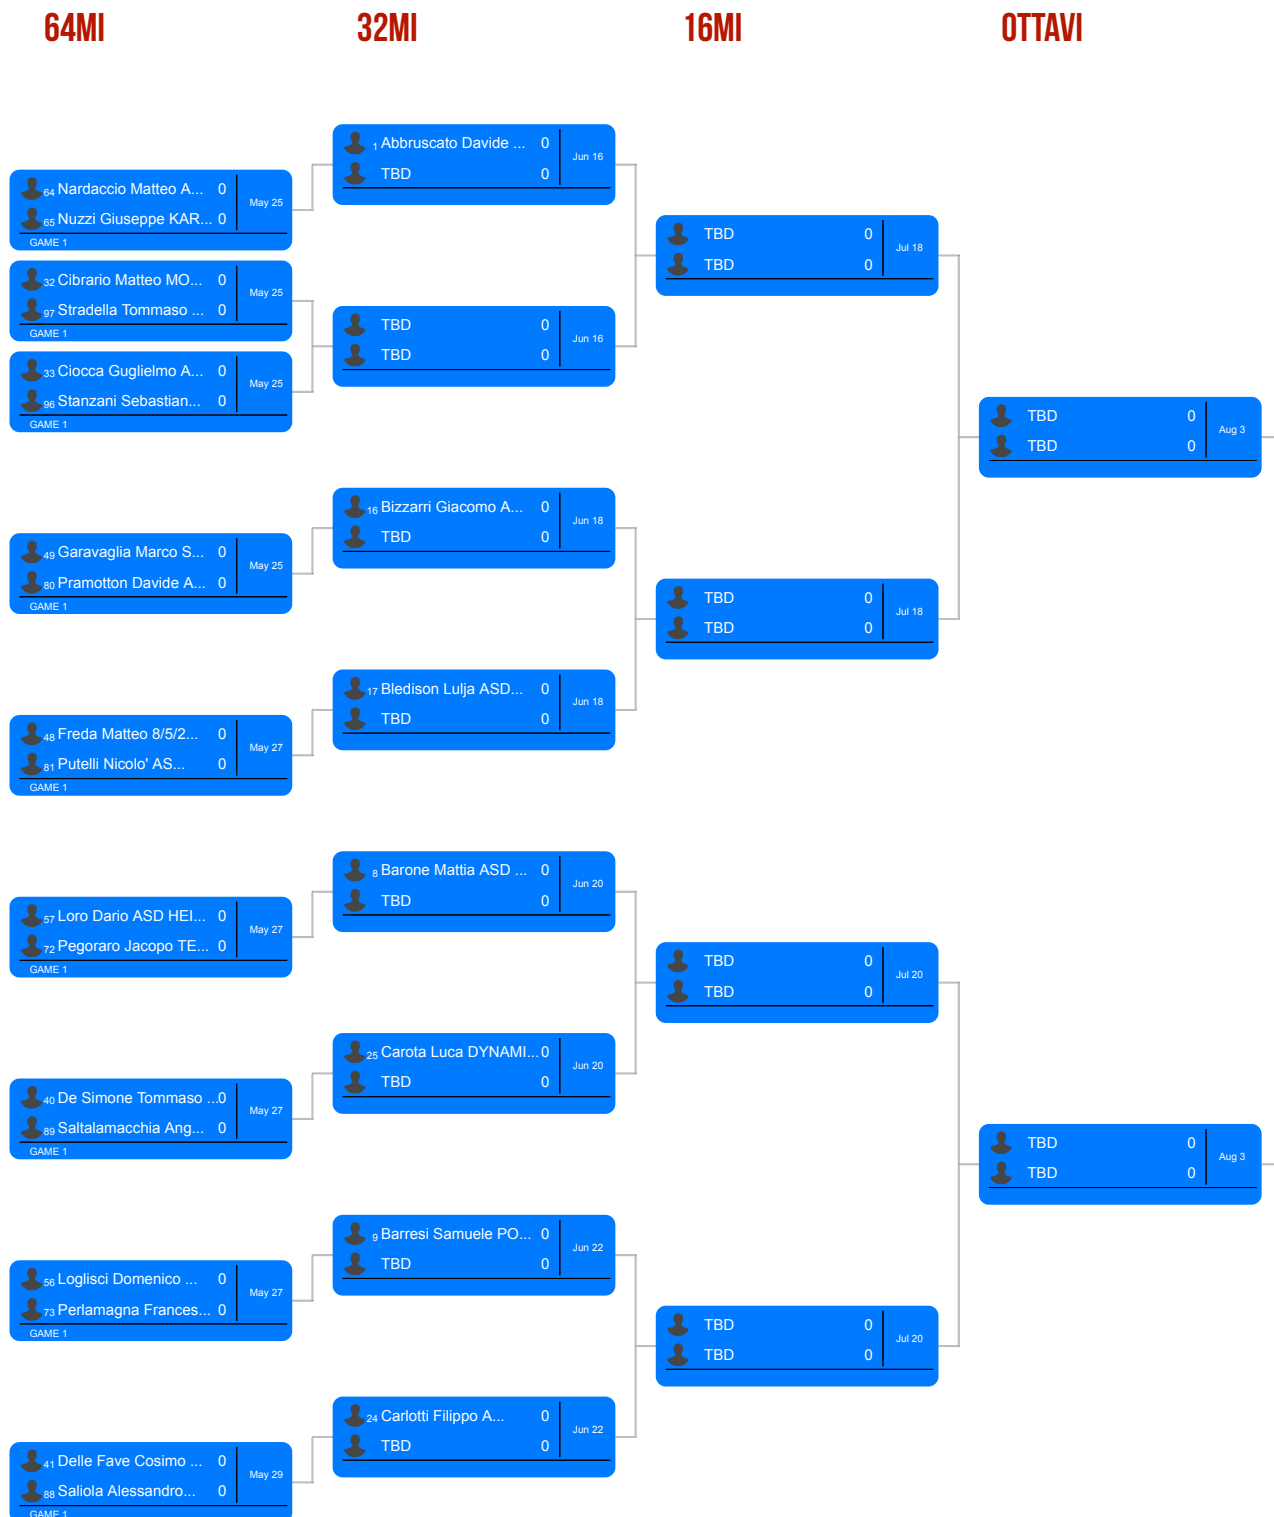 64MI
32MI
16MI
OTTAVI
64 Nardaccio Matteo A... 0
65 Nuzzi Giuseppe KAR... 0
May 25
GAME 1
32 Cibrario Matteo MO... 0
97 Stradella Tommaso ... 0
May 25
GAME 1
33 Ciocca Guglielmo A... 0
96 Stanzani Sebastian... 0
May 25
GAME 1
49 Garavaglia Marco S... 0
80 Pramotton Davide A... 0
May 25
GAME 1
48 Freda Matteo 8/5/2... 0
81 Putelli Nicolo' AS... 0
May 27
GAME 1
57 Loro Dario ASD HEI... 0
72 Pegoraro Jacopo TE... 0
May 27
GAME 1
40 De Simone Tommaso ... 0
89 Saltalamacchia Ang... 0
May 27
GAME 1
56 Loglisci Domenico ... 0
73 Perlamagna Frances... 0
May 27
GAME 1
41 Delle Fave Cosimo ... 0
88 Saliola Alessandro... 0
May 29
GAME 1
1 Abbruscato Davide ... 0
TBD 0
Jun 16
TBD 0
TBD 0
Jun 16
16 Bizzarri Giacomo A... 0
TBD 0
Jun 18
17 Bledison Lulja ASD... 0
TBD 0
Jun 18
8 Barone Mattia ASD ... 0
TBD 0
Jun 20
25 Carota Luca DYNAMI... 0
TBD 0
Jun 20
9 Barresi Samuele PO... 0
TBD 0
Jun 22
24 Carlotti Filippo A... 0
TBD 0
Jun 22
TBD 0
TBD 0
Jul 18
TBD 0
TBD 0
Jul 18
TBD 0
TBD 0
Jul 20
TBD 0
TBD 0
Jul 20
TBD 0
TBD 0
Aug 3
TBD 0
TBD 0
Aug 3